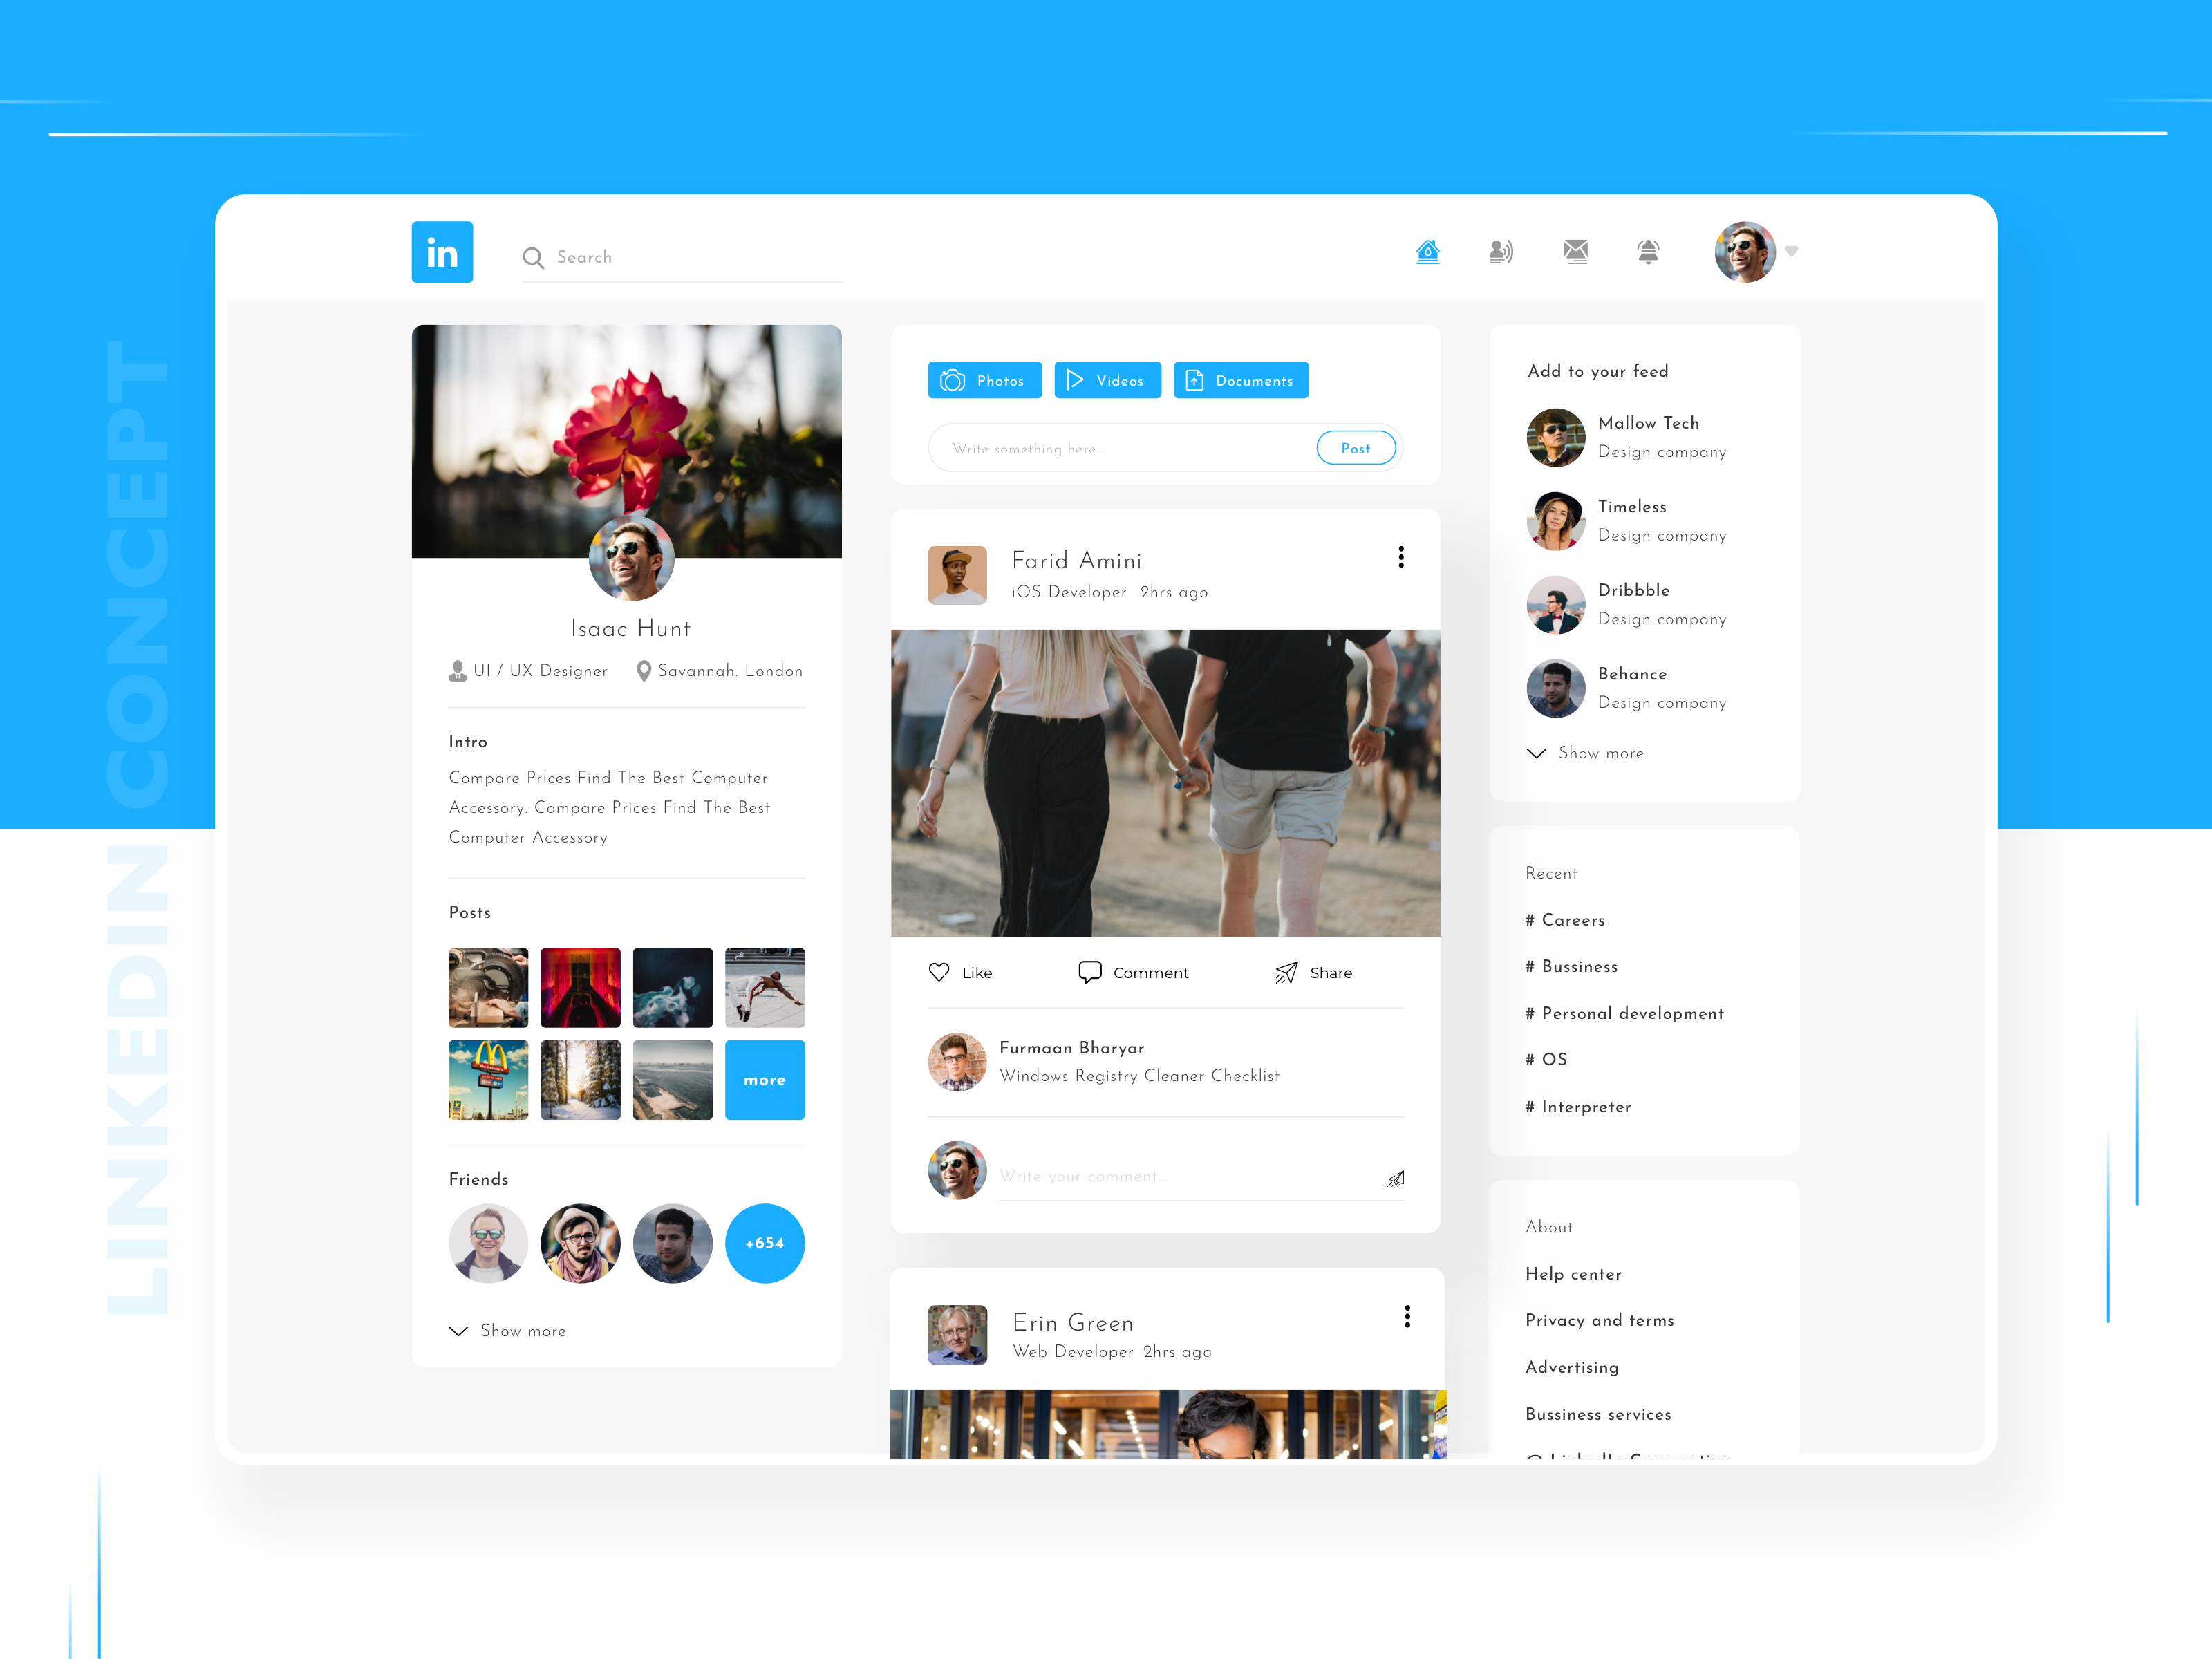 LINKEDIN CONCEPT
in
Search
Isaac Hunt
UI / UX Designer
Savannah. London
Intro
Compare Prices Find The Best Computer
Accessory. Compare Prices Find The Best
Computer Accessory
Posts
more
Friends
+654
Show more
Photos
Videos
Documents
Write something here....
Post
Farid Amini
iOS Developer 2hrs ago
Like
Comment
Share
Furmaan Bharyar
Windows Registry Cleaner Checklist
Write your comment...
Erin Green
Web Developer 2hrs ago
Add to your feed
Mallow Tech
Design company
Timeless
Design company
Dribbble
Design company
Behance
Design company
Show more
Recent
# Careers
# Bussiness
# Personal development
# OS
# Interpreter
About
Help center
Privacy and terms
Advertising
Bussiness services
@ LinkedIn Corporation